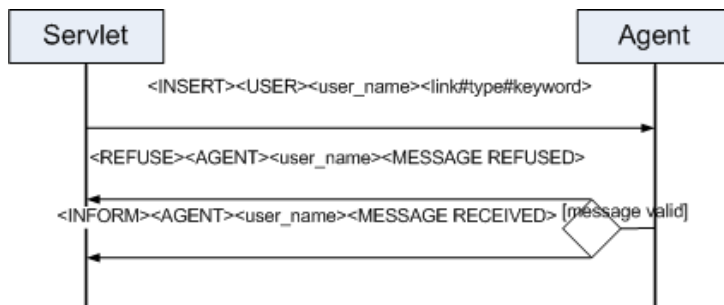 Servlet
Agent
<INSERT><USER><user_name><link#type#keyword>
<REFUSE><AGENT><user_name><MESSAGE REFUSED>
<INFORM><AGENT><user_name><MESSAGE RECEIVED>
[message valid]